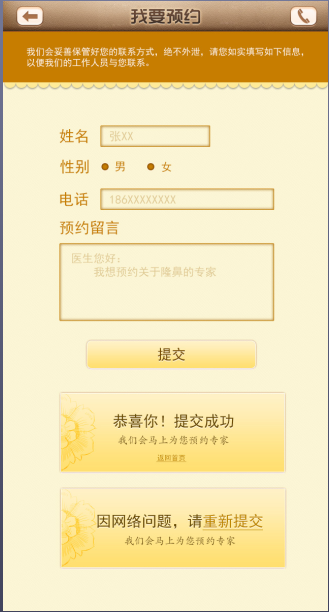 我要预约
我们会妥善保管好您的联系方式，绝不外泄，请您如实填写如下信息，
以便我们的工作人员与您联系。
姓名 张XX
性别 男 女
电话 186XXXXXXXX
预约留言
医生您好：
我想预约关于隆鼻的专家
提交
恭喜你！提交成功
我们会马上为您预约专家
返回首页
因网络问题，请重新提交
我们会马上为您预约专家